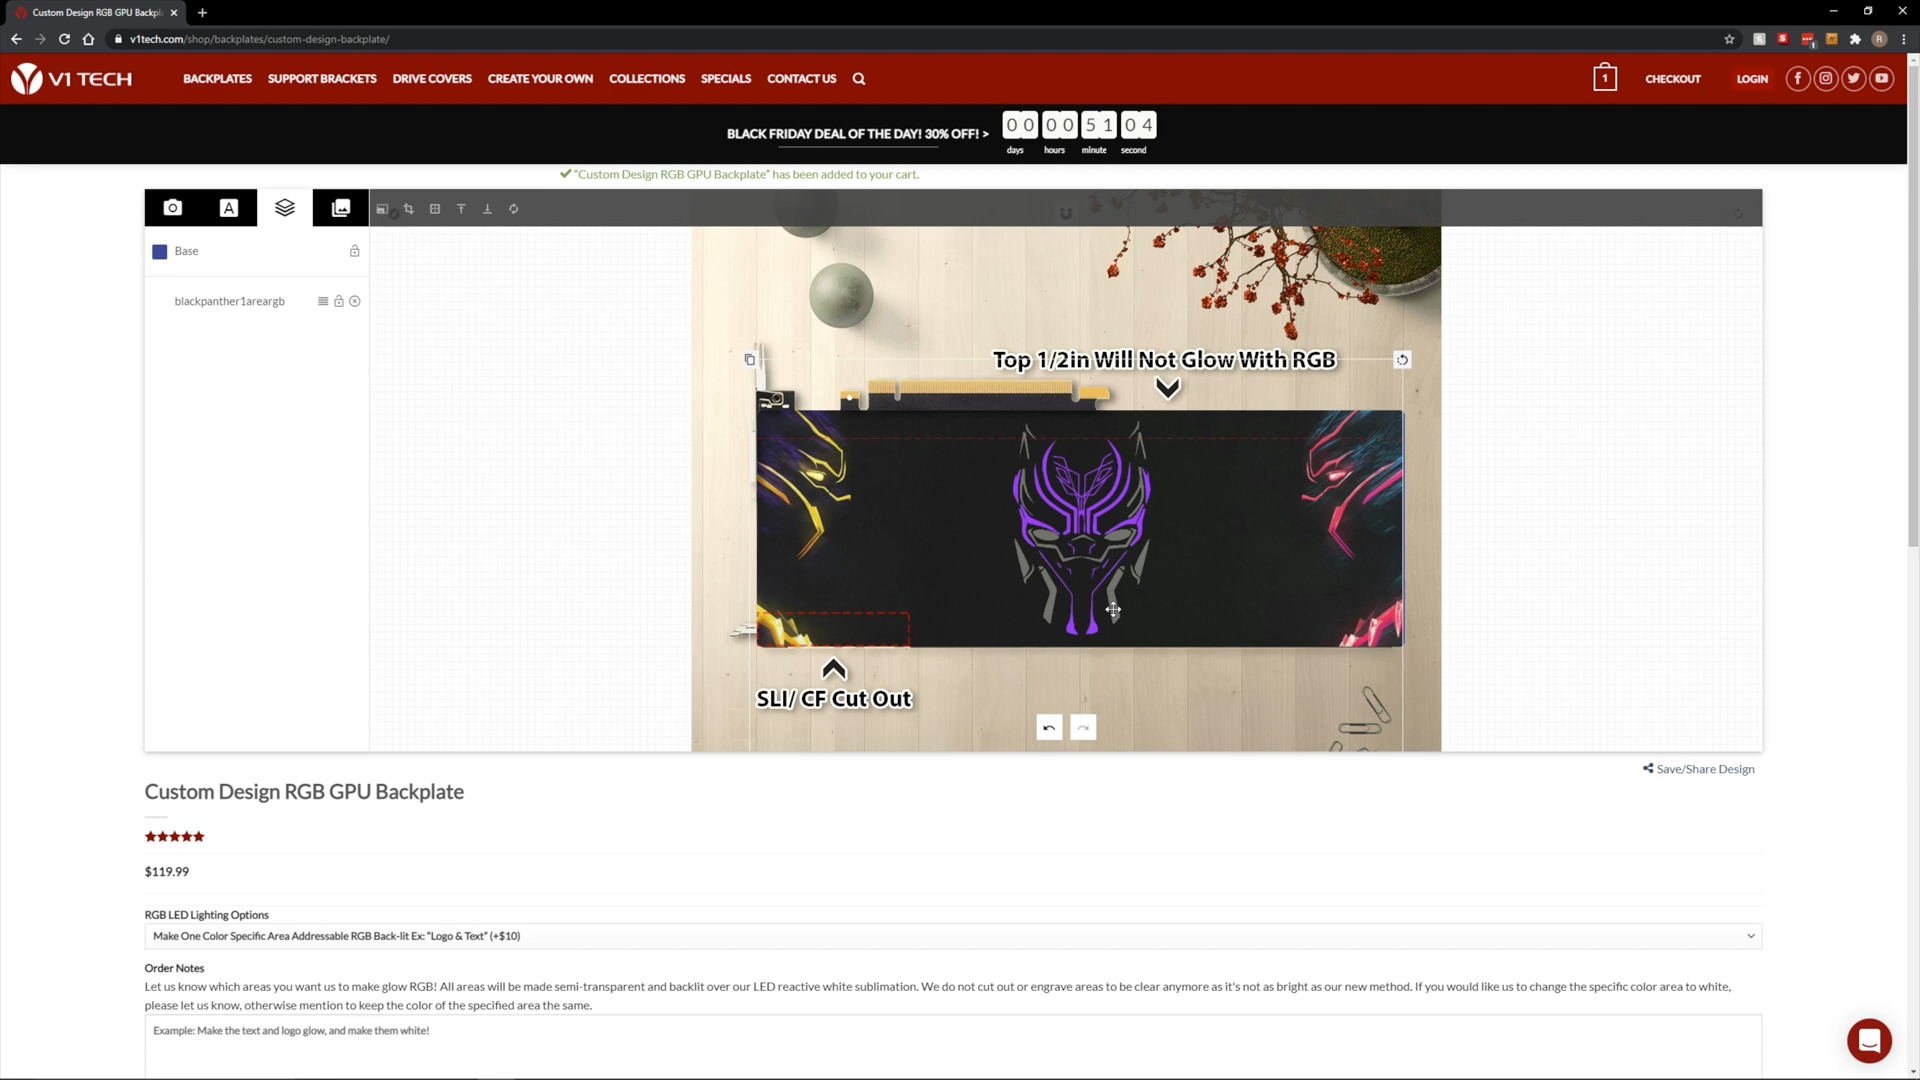 Custom Design RGB GPU Backpla
v1tech.com/shop/backplates/custom-design-backplate/
V1 TECH
BACKPLATES SUPPORT BRACKETS DRIVE COVERS CREATE YOUR OWN COLLECTIONS SPECIALS CONTACT US
1 CHECKOUT LOGIN
BLACK FRIDAY DEAL OF THE DAY! 30% OFF! >
00 00 51 04
days hours minute second
"Custom Design RGB GPU Backplate" has been added to your cart.
A
Base
blackpanther1areargb
Top 1/2in Will Not Glow With RGB
SLI/ CF Cut Out
Save/Share Design
Custom Design RGB GPU Backplate
$119.99
RGB LED Lighting Options
Make One Color Specific Area Addressable RGB Back-lit Ex: "Logo & Text" (+$10)
Order Notes
Let us know which areas you want us to make glow RGB! All areas will be made semi-transparent and backlit over our LED reactive white sublimation. We do not cut out or engrave areas to be clear anymore as it's not as bright as our new method. If you would like us to change the specific color area to white,
please let us know, otherwise mention to keep the color of the specified area the same.
Example: Make the text and logo glow, and make them white!